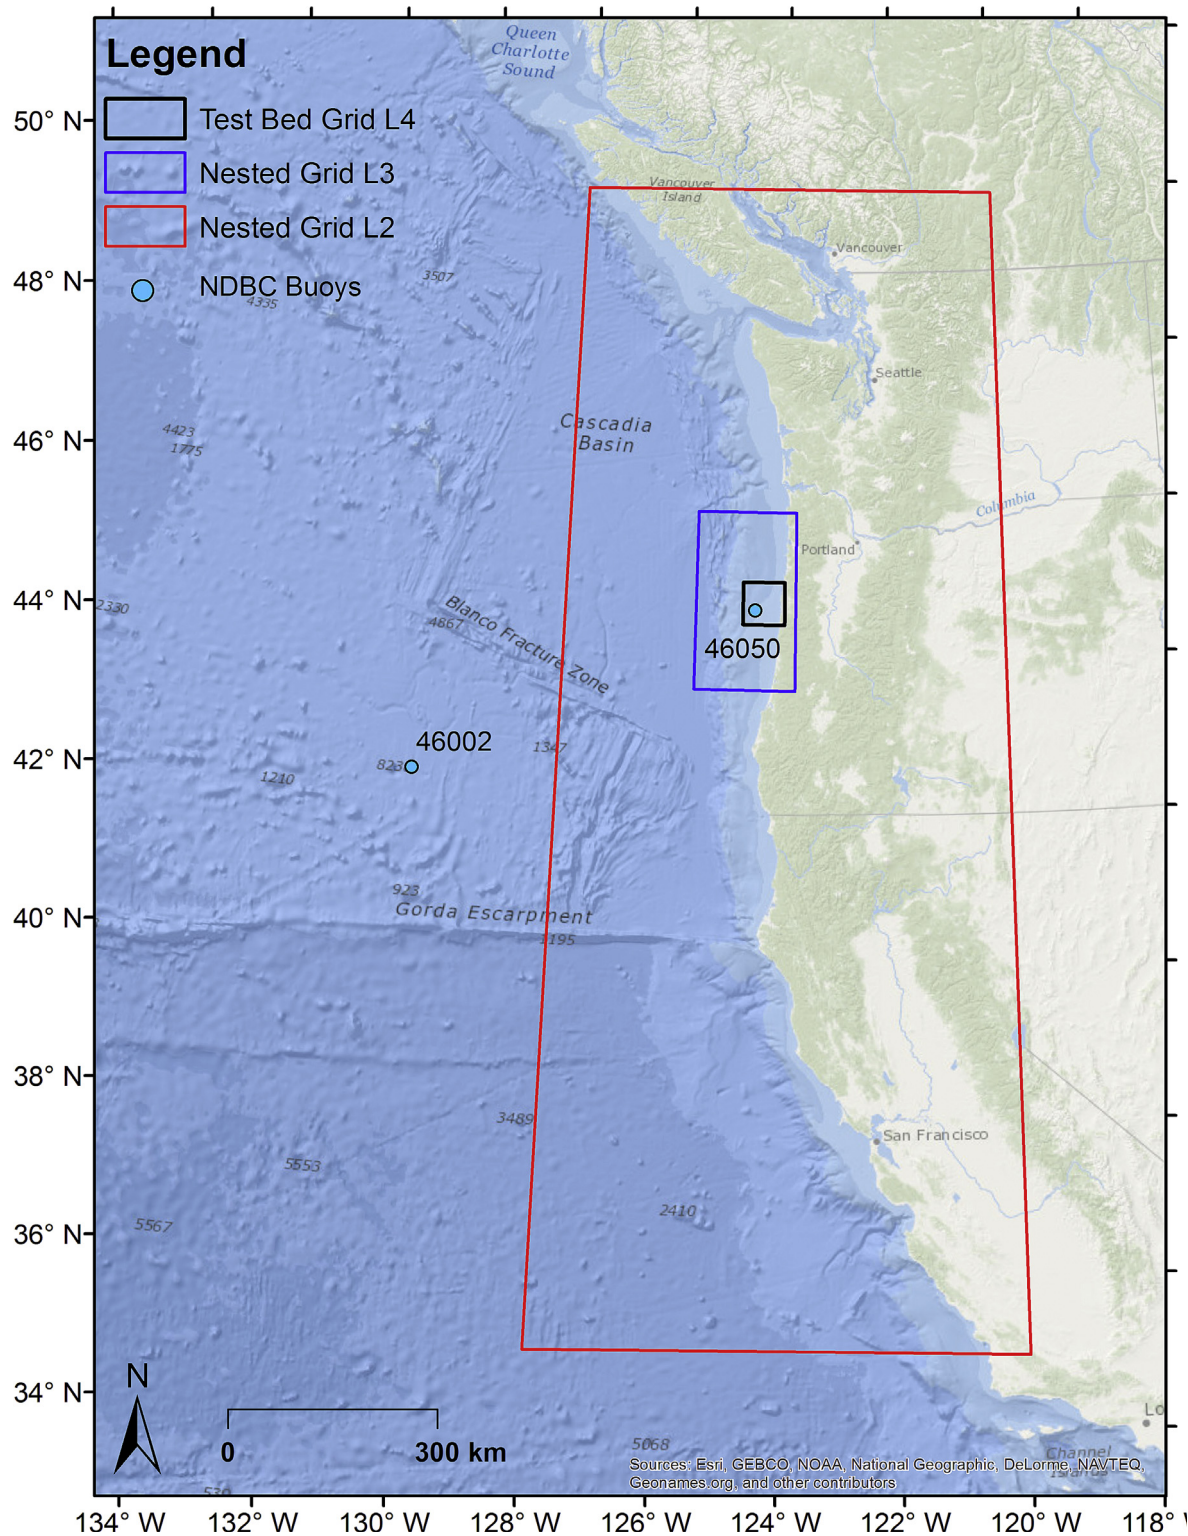 Queen
Charlotte
Sound
Legend
Test Bed Grid L4
Nested Grid L3
Nested Grid L2
NDBC Buoys
50° N
48° N
46° N
44° N
42° N
40° N
38° N
36° N
34° N
Vancouver
Island
Vancouver
3507
4335
Seattle
4423
1775
Cascadia
Basin
Columbia
Portland
2330
Blanco Fracture Zone
4867
46050
46002
1347
823
1210
923
Gorda Escarpment
1195
3489
San Francisco
5553
2410
5567
N
0
300 km
Lo
5068
Channel
Islands
Sources: Esri, GEBCO, NOAA, National Geographic, DeLorme, NAVTEQ,
Geonames.org, and other contributors
134° W
132° W
130° W
128° W
126° W
124° W
122° W
120° W
118° W